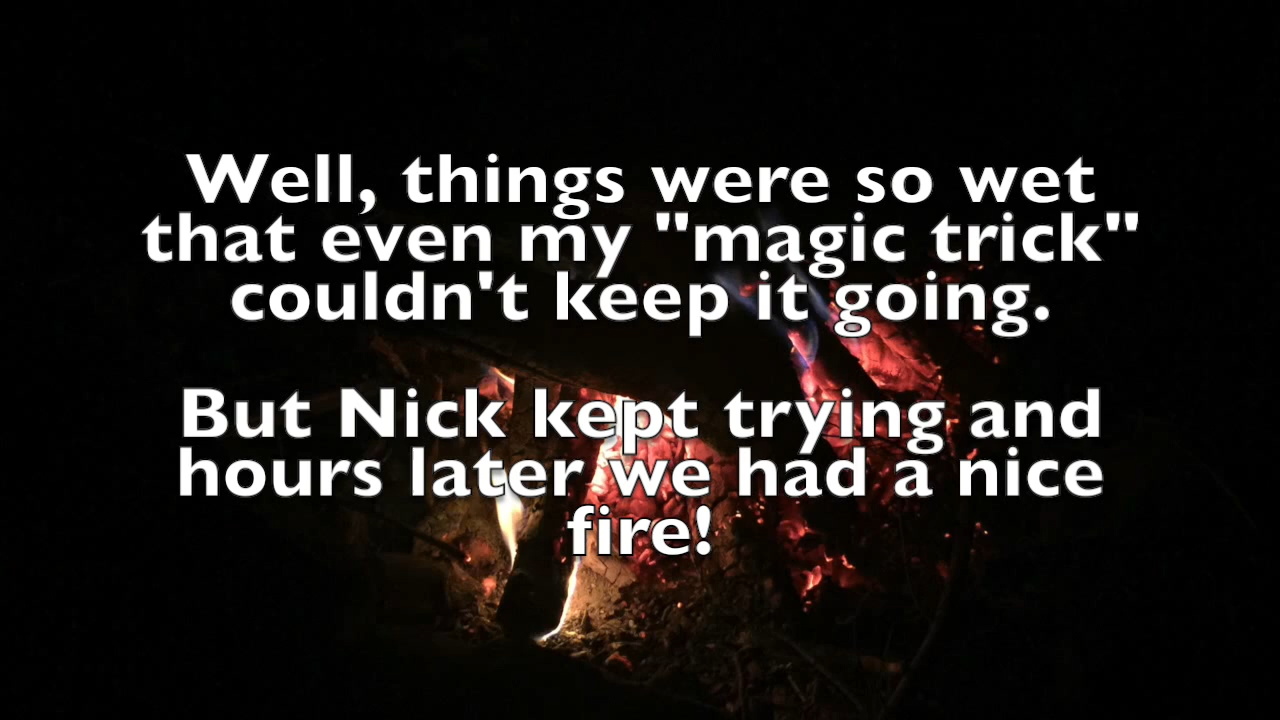 Well, things were so wet
that even my "magic trick"
couldn't keep it going.
But Nick kept trying and
hours later we had a nice
fire!